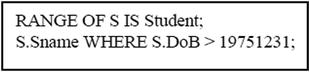 RANGE OF S IS Student;
S.Sname WHERE S.DoB > 19751231;